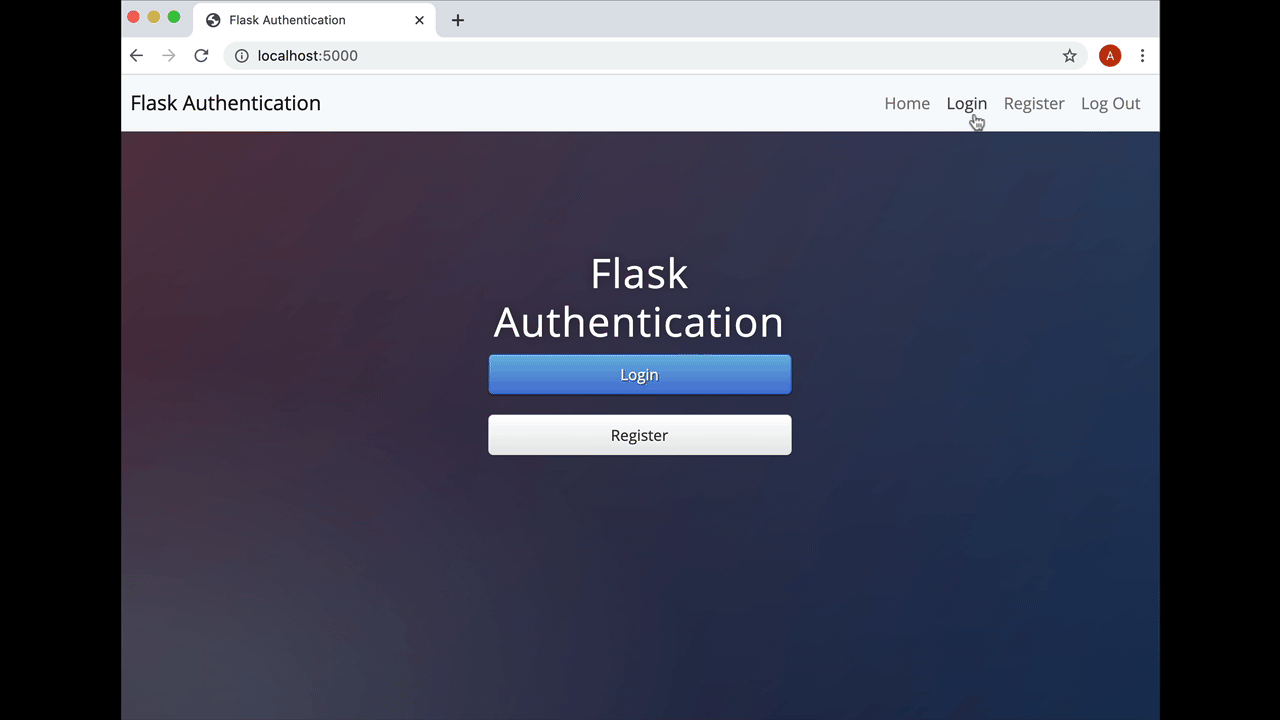 Flask Authentication
localhost:5000
A
Flask Authentication
Home Login Register Log Out
Flask
Authentication
Login
Register